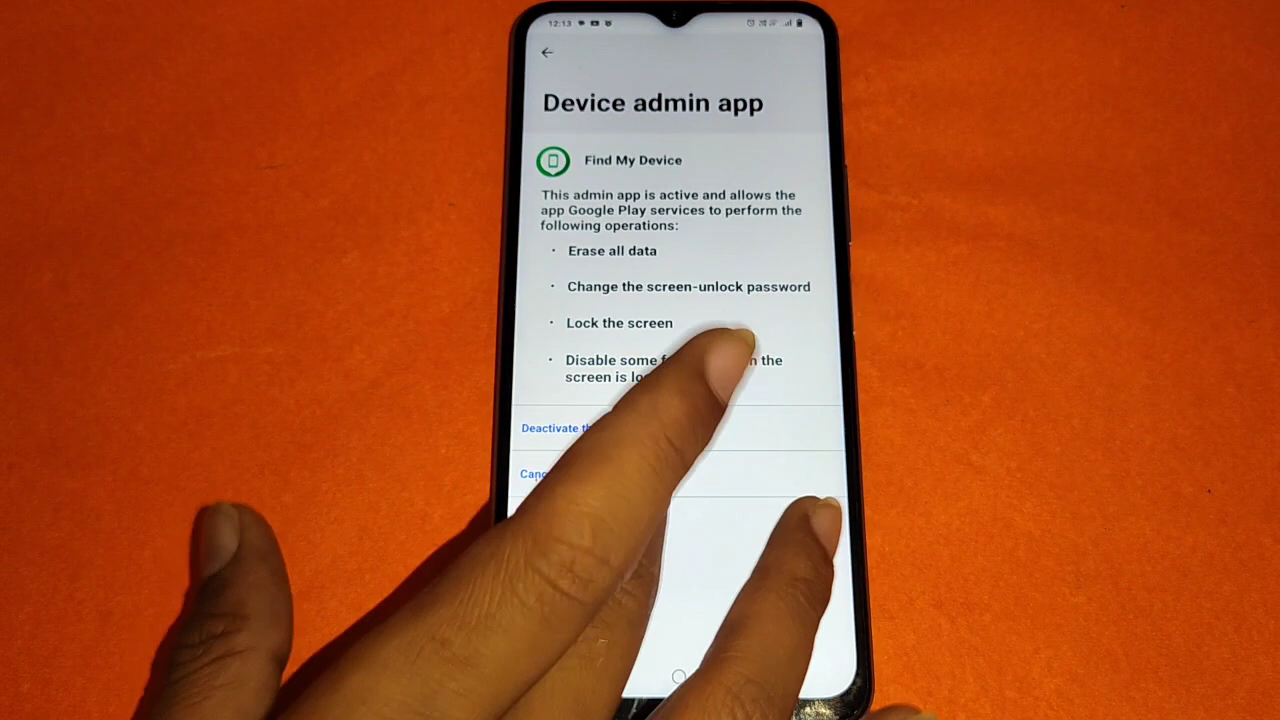 12:13
Device admin app
Find My Device
This admin app is active and allows the
app Google Play services to perform the
following operations:
· Erase all data
· Change the screen-unlock password
· Lock the screen
· Disable some the
screen is
Deactivate